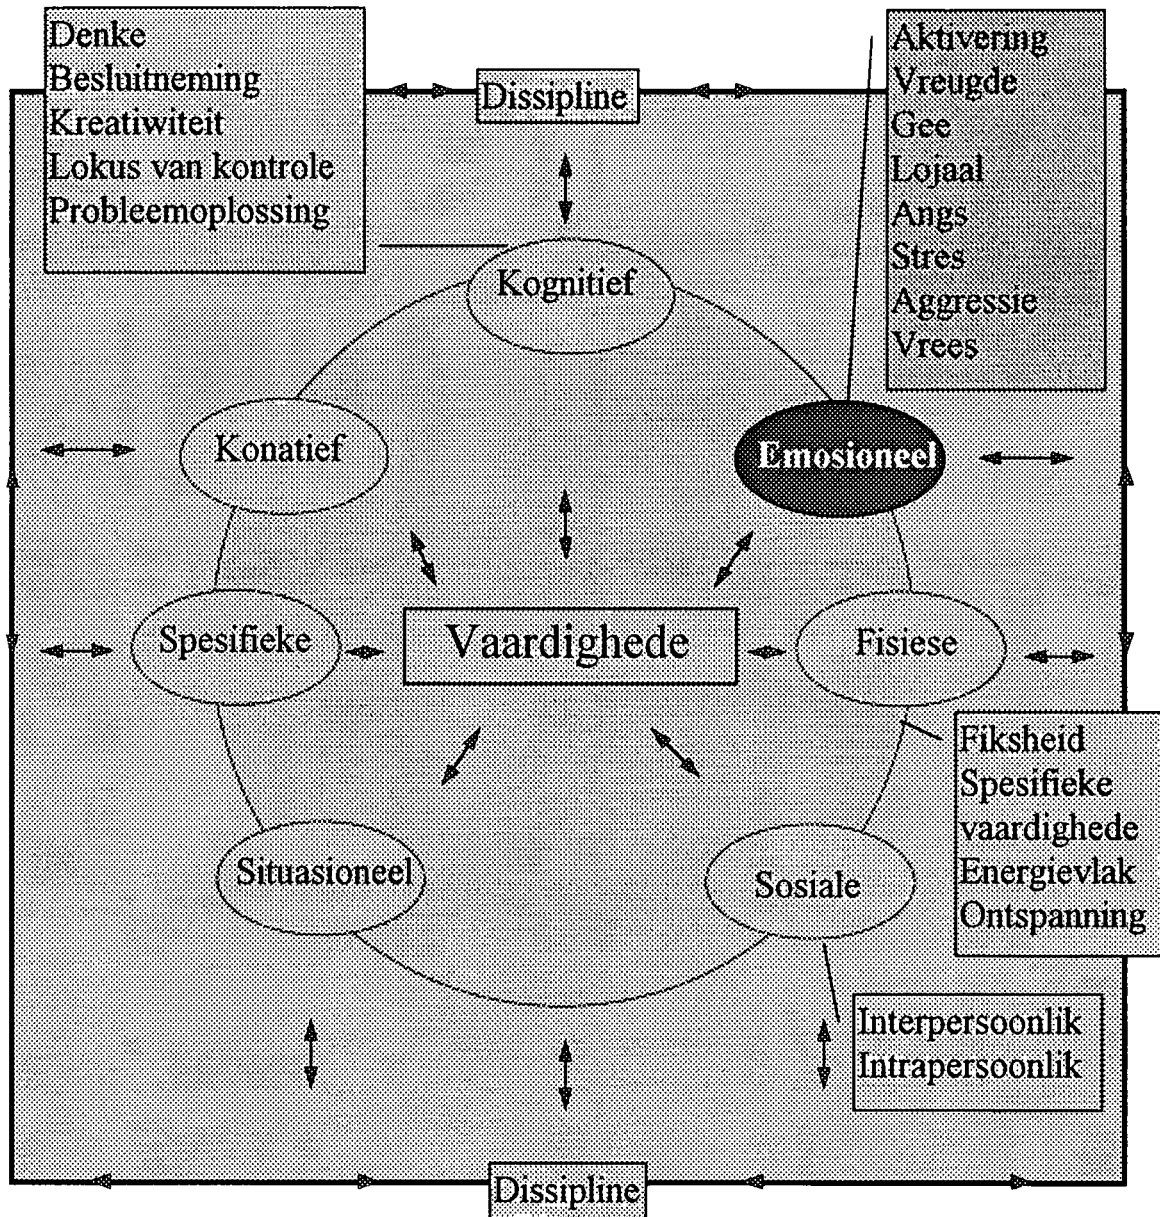 Denke
Besluitneming
Kreatiwiteit
Lokus van kontrole
Probleemoplossing
Dissipline
Aktivering
Vreugde
Gee
Lojaal
Angs
Stres
Aggressie
Vrees
Kognitief
Konatief
Emosioneel
Spesifieke
Vaardighede
Fisiese
Fiksheid
Spesifieke
vaardighede
Energievlak
Ontspanning
Situasioneel
Sosiale
Interpersoonlik
Intrapersoonlik
Dissipline